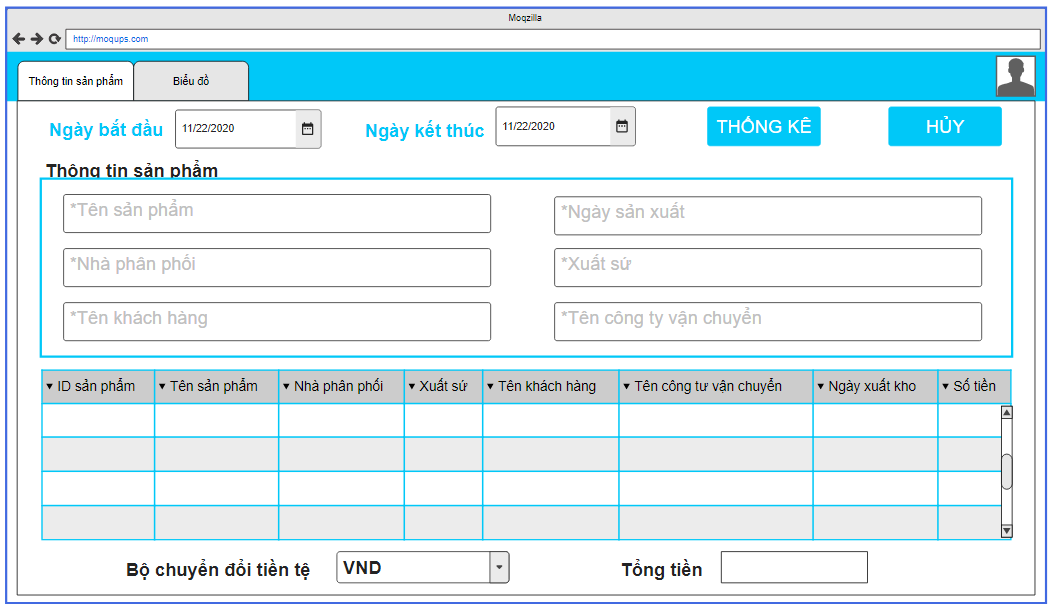 Moqzilla
http://moqups.com
Thông tin sản phẩm
Biểu đồ
Ngày bắt đầu
11/22/2020
Ngày kết thúc
11/22/2020
THỐNG KÊ
HỦY
Thông tin sản phẩm
*Tên sản phẩm
*Ngày sản xuất
*Nhà phân phối
*Xuất sứ
*Tên khách hàng
*Tên công ty vận chuyển
▼ ID sản phẩm ▼ Tên sản phẩm ▼ Nhà phân phối ▼ Xuất sứ ▼ Tên khách hàng ▼ Tên công tư vận chuyển ▼ Ngày xuất kho ▼ Số tiền
Bộ chuyển đổi tiền tệ
VND
Tổng tiền